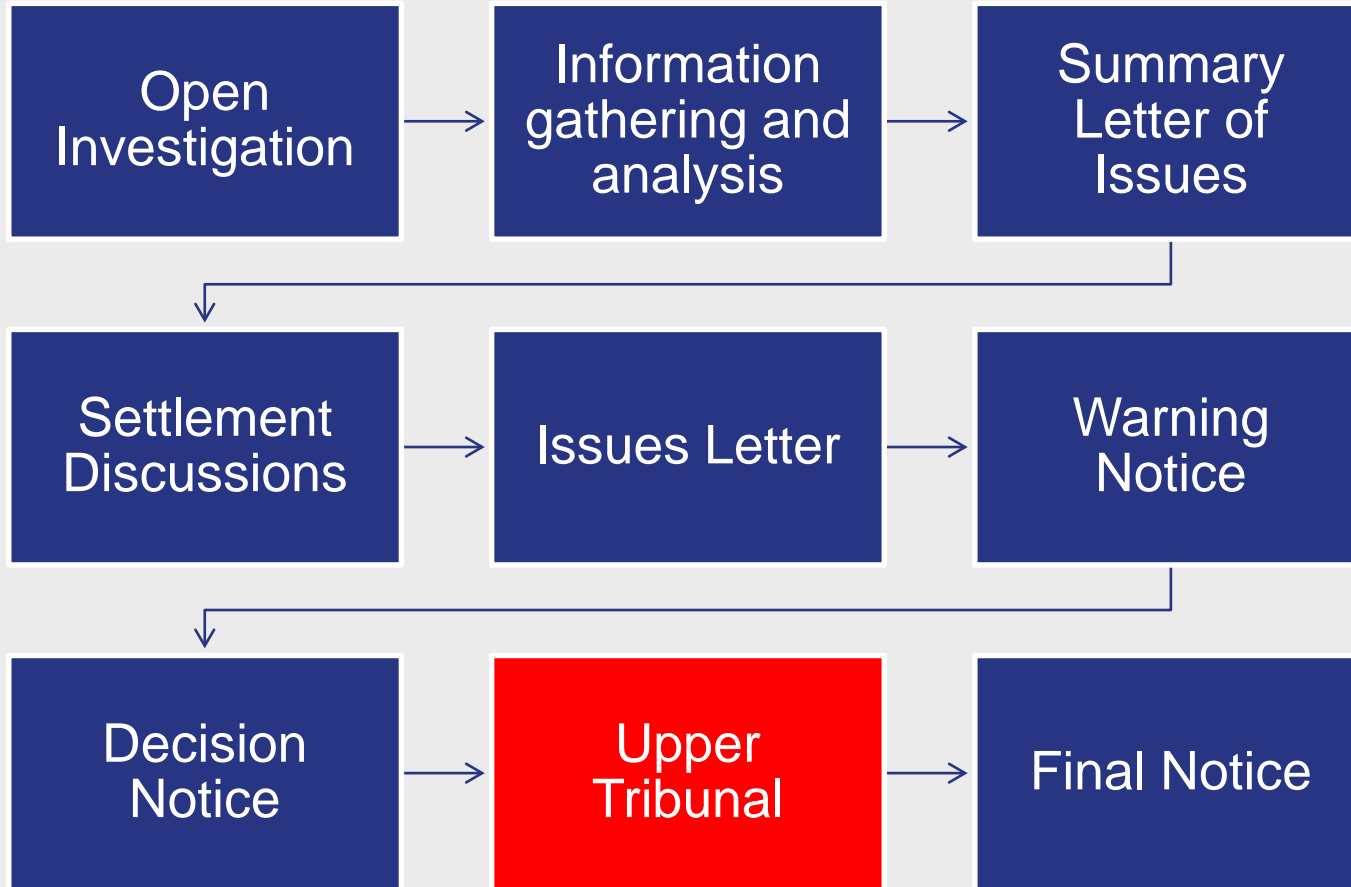 Open
Investigation
Information
gathering and
analysis
Summary
Letter of
Issues
Settlement
Discussions
Issues Letter
Warning
Notice
Decision
Notice
Upper
Tribunal
Final Notice